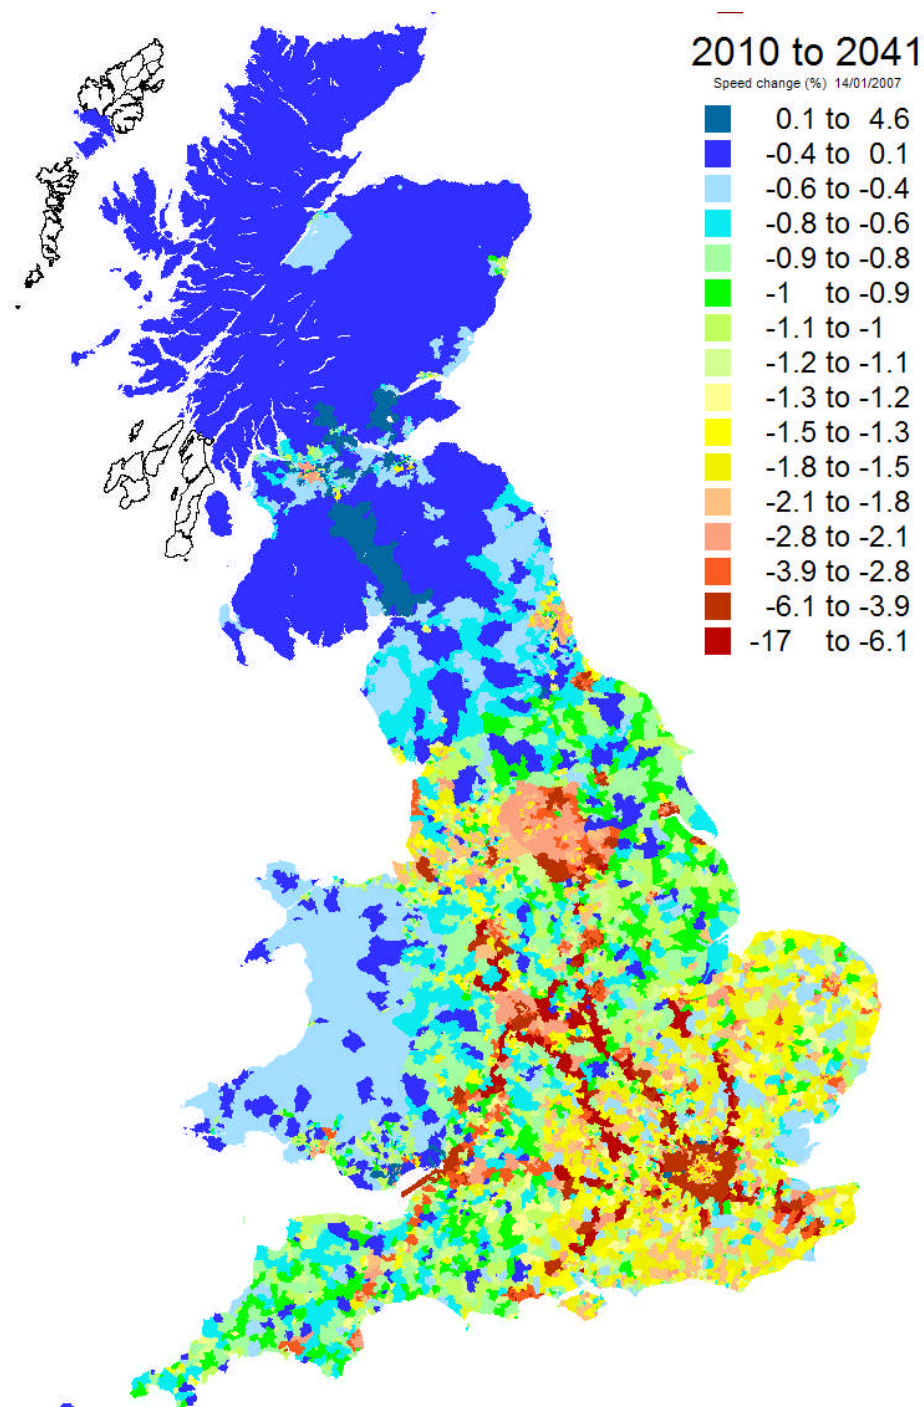 2010 to 2041
Speed change (%) 14/01/2007
0.1 to 4.6
-0.4 to 0.1
-0.6 to -0.4
-0.8 to -0.6
-0.9 to -0.8
-1 to -0.9
-1.1 to -1
-1.2 to -1.1
-1.3 to -1.2
-1.5 to -1.3
-1.8 to -1.5
-2.1 to -1.8
-2.8 to -2.1
-3.9 to -2.8
-6.1 to -3.9
-17 to -6.1